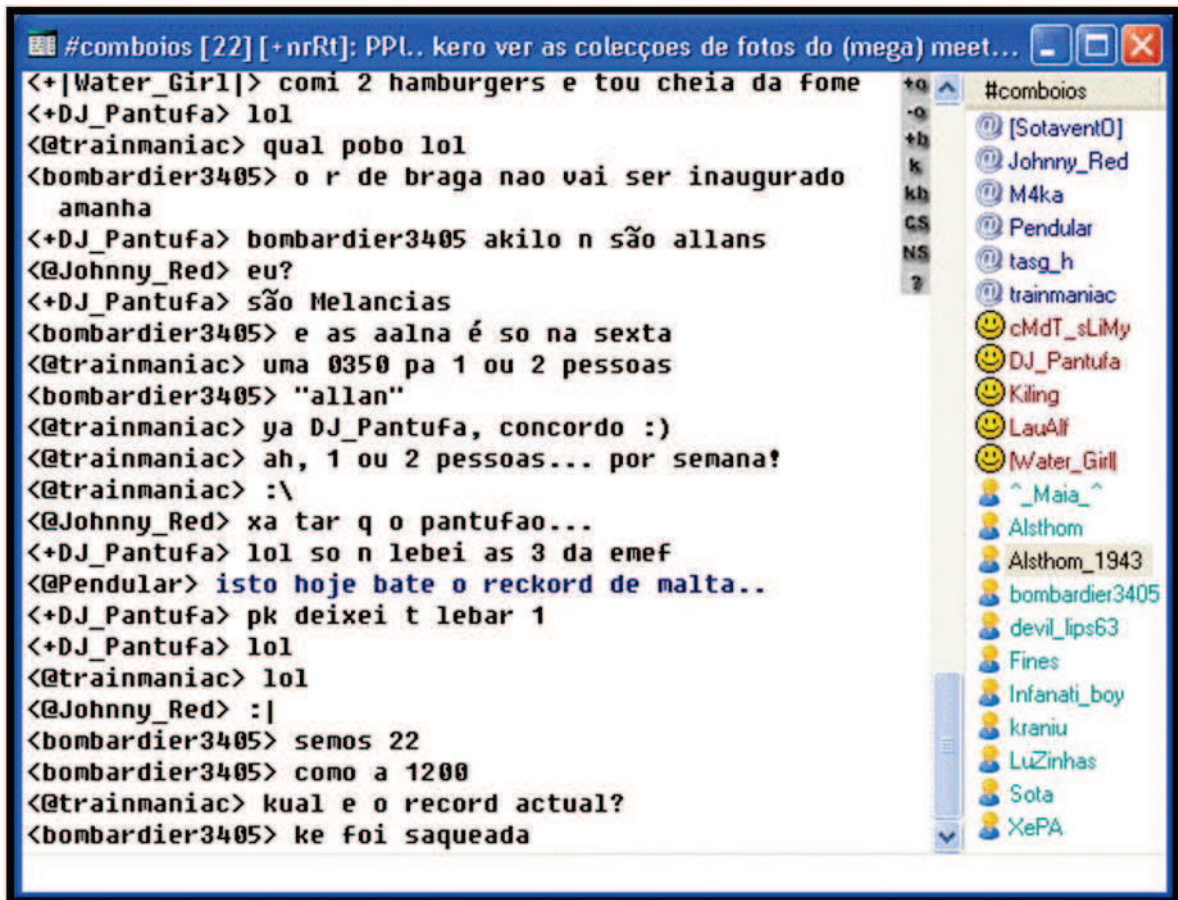 #comboios [22] [+nrRt]: PPl.. kero ver as colecçoes de fotos do (mega) meet...
<+|Water_Girl|> comi 2 hamburgers e tou cheia da fome
<+DJ_Pantufa> lol
<@trainmaniac> qual pobo lol
<bombardier3405> o r de braga nao vai ser inaugurado
amanha
<+DJ_Pantufa> bombardier3405 akilo n são allans
<@Johnny_Red> eu?
<+DJ_Pantufa> são Melancias
<bombardier3405> e as aalna é so na sexta
<@trainmaniac> uma 0350 pa 1 ou 2 pessoas
<bombardier3405> "allan"
<@trainmaniac> ya DJ_Pantufa, concordo :)
<@trainmaniac> ah, 1 ou 2 pessoas... por semana!
<@trainmaniac> :\
<@Johnny_Red> xa tar q o pantufao...
<+DJ_Pantufa> lol so n lebei as 3 da emef
<@Pendular> isto hoje bate o reckord de malta..
<+DJ_Pantufa> pk deixei t lebar 1
<+DJ_Pantufa> lol
<@trainmaniac> lol
<@Johnny_Red> :|
<bombardier3405> semos 22
<bombardier3405> como a 1200
<@trainmaniac> kual e o record actual?
<bombardier3405> ke foi saqueada
+o
-o
+b
k
kb
CS
NS
?
#comboios
[Sotavent0]
Johnny_Red
M4ka
Pendular
tasg_h
trainmaniac
cMdT_sLiMy
DJ_Pantufa
Kiling
LauAlf
|Water_Girl|
^_Maia_^
Alsthom
Alsthom_1943
bombardier3405
devil_lips63
Fines
Infanati_boy
kraniu
LuZinhas
Sota
XePA